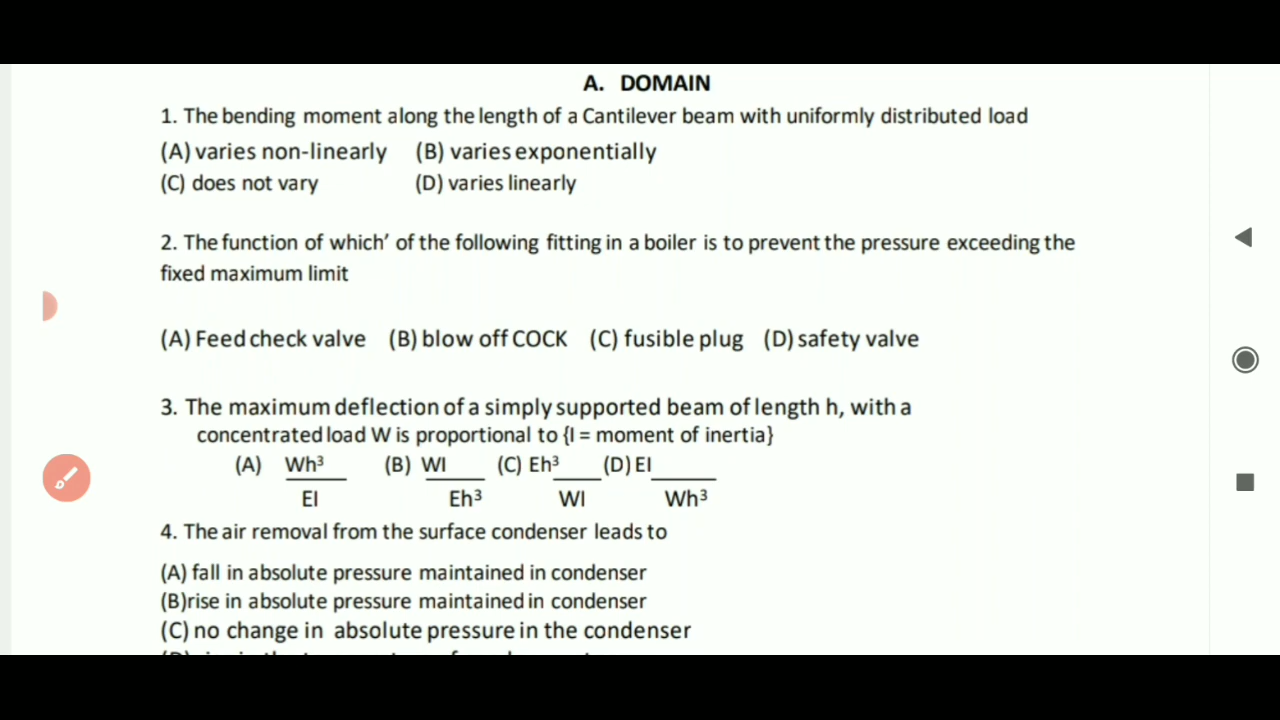 A. DOMAIN
1. The bending moment along the length of a Cantilever beam with uniformly distributed load
(A) varies non-linearly (B) varies exponentially
(C) does not vary (D) varies linearly
2. The function of which’ of the following fitting in a boiler is to prevent the pressure exceeding the
fixed maximum limit
(A) Feed check valve (B) blow off COCK (C) fusible plug (D) safety valve
3. The maximum deflection of a simply supported beam of length h, with a
concentrated load W is proportional to {I = moment of inertia}
(A) Wh³ (B) WI (C) Eh³ (D) EI
EI Eh³ WI Wh³
4. The air removal from the surface condenser leads to
(A) fall in absolute pressure maintained in condenser
(B)rise in absolute pressure maintained in condenser
(C) no change in absolute pressure in the condenser